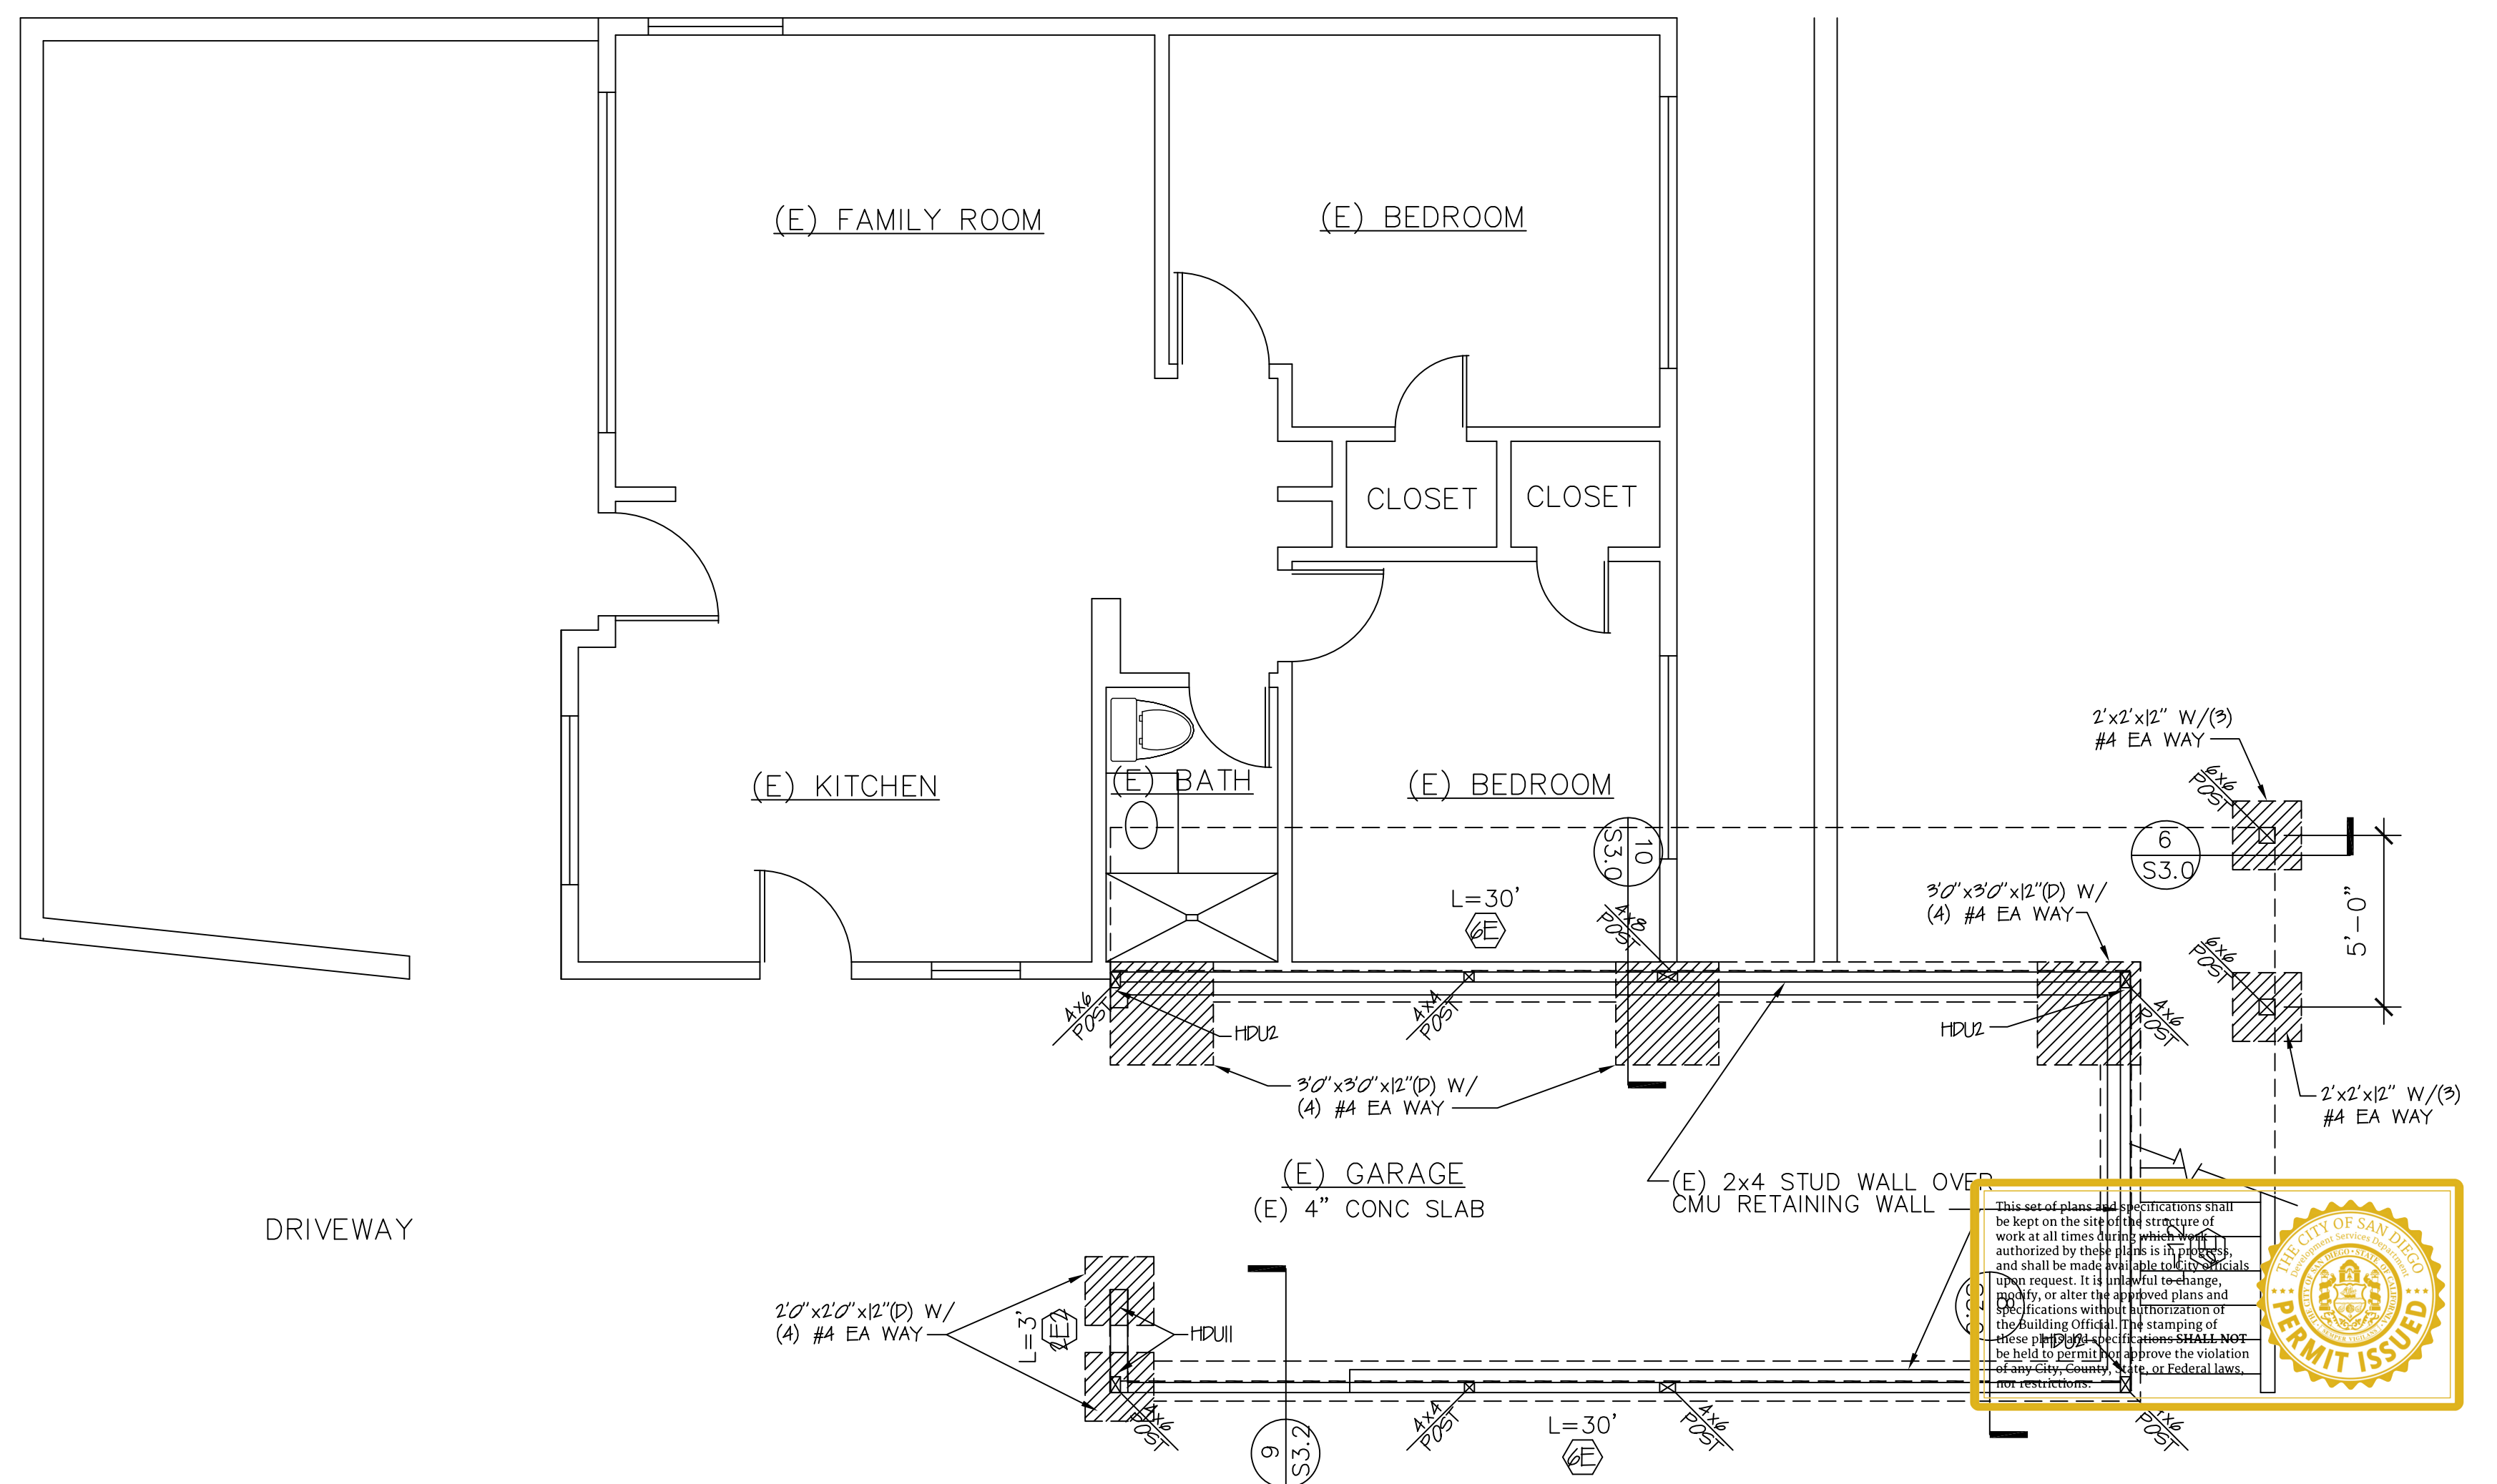 (E) FAMILY ROOM
(E) BEDROOM
CLOSET
CLOSET
(E) KITCHEN
(E) BATH
(E) BEDROOM
2'x2'x12" W/(3)
#4 EA WAY
6x6
POST
6
S3.0
10
S3.0
5'-0"
3'0"x3'0"x12"(D) W/
(4) #4 EA WAY
L=30'
6E
4x8
POST
6x6
POST
4x6
POST
HDU2
4x4
POST
HDU2
4x6
POST
3'0"x3'0"x12"(D) W/
(4) #4 EA WAY
2'x2'x12" W/(3)
#4 EA WAY
(E) GARAGE
(E) 4" CONC SLAB
(E) 2x4 STUD WALL OVER
CMU RETAINING WALL
DRIVEWAY
2'0"x2'0"x12"(D) W/
(4) #4 EA WAY
L=3'
2E2
HDU11
8
HDU2
4x6
POST
4x4
POST
4x6
POST
4x6
POST
L=30'
6E
9
S3.2
This set of plans and specifications shall
be kept on the site of the structure of
work at all times during which work
authorized by these plans is in progress,
and shall be made available to City officials
upon request. It is unlawful to change,
modify, or alter the approved plans and
specifications without authorization of
the Building Official. The stamping of
these plans and specifications SHALL NOT
be held to permit nor approve the violation
of any City, County, State, or Federal laws,
nor restrictions.
THE CITY OF SAN DIEGO
Development Services Department
PERMIT ISSUED